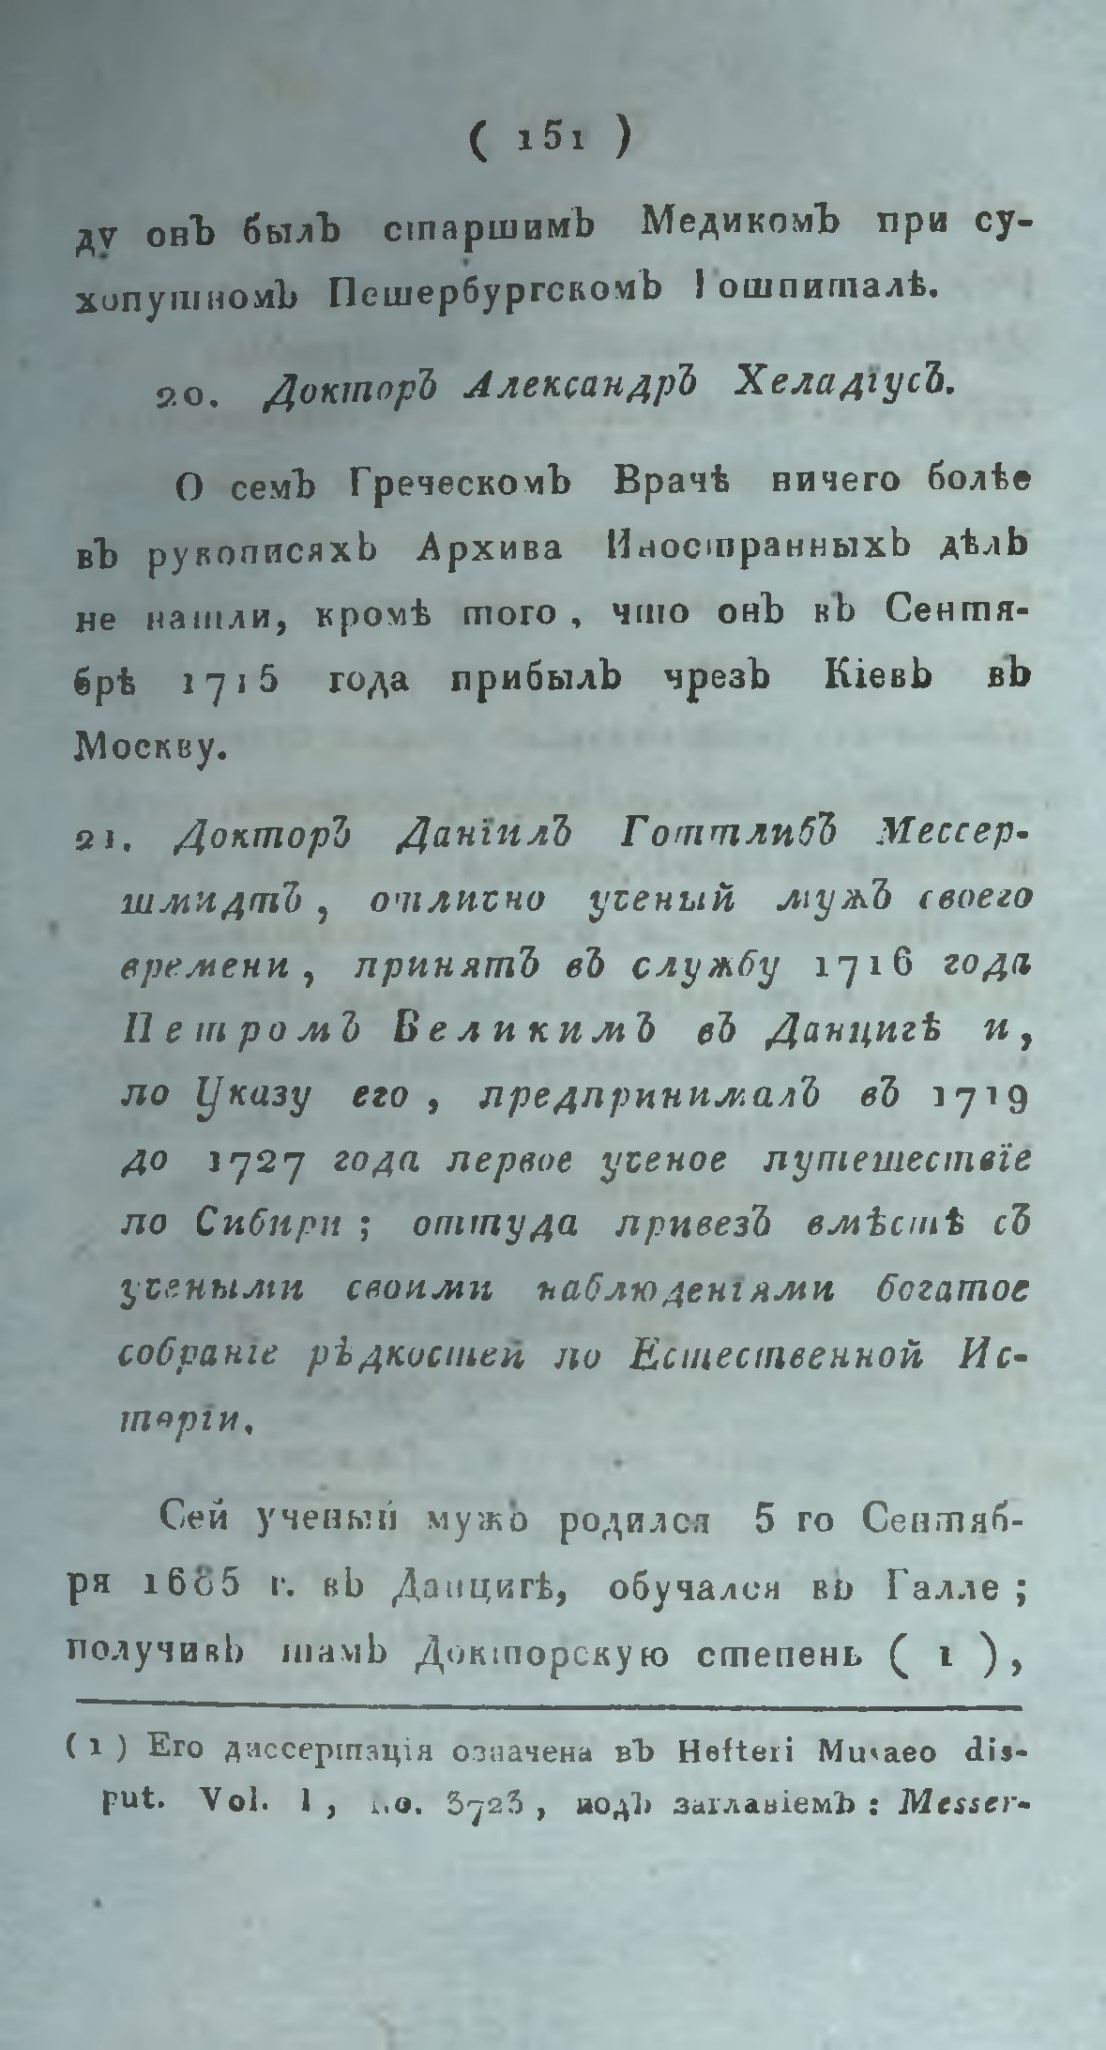 ( 151 )
ду онъ былъ старшимъ Медикомъ при су-
хопутномъ Петербургскомъ Гошпиталѣ.
20. Докторъ Александръ Хеладїусъ.
О семъ Греческомъ Врачѣ ничего болѣе
въ рукописяхъ Архива Иностранныхъ дѣлъ
не нашли, кромѣ того, что онъ въ Сентя-
брѣ 1715 года прибылъ чрезъ Кіевъ въ
Москву.
21. Докторъ Данїилъ Готтлибъ Мессер-
шмидтъ, отлично ученый мужъ своего
времени, принятъ въ службу 1716 года
Петромъ Великимъ въ Данцигѣ и,
по Указу его, предпринималъ въ 1719
до 1727 года первое ученое путешествїе
по Сибири; оттуда привезъ вмѣстѣ съ
учеными своими наблюденїями богатое
собранїе рѣдкостей по Естественной Ис-
торїи.
Сей ученый мужъ родился 5 го Сентяб-
ря 1685 г. въ Данцигѣ, обучался въ Галле;
получивъ тамъ Докторскую степень ( 1 ),
( 1 ) Его диссертація означена въ Hefteri Musaeo dis-
put. Vol. I, no. 3723, подъ заглавіемъ: Messer-